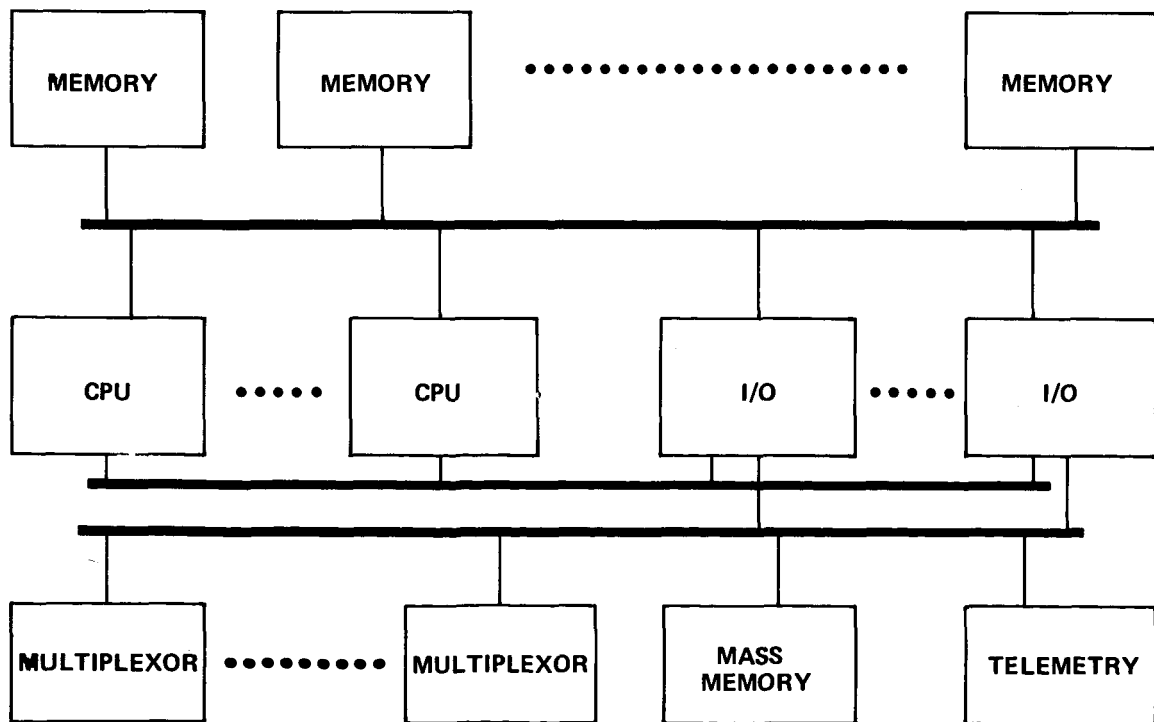 MEMORY
MEMORY
MEMORY
CPU
CPU
I/O
I/O
MULTIPLEXOR
MULTIPLEXOR
MASS
MEMORY
TELEMETRY